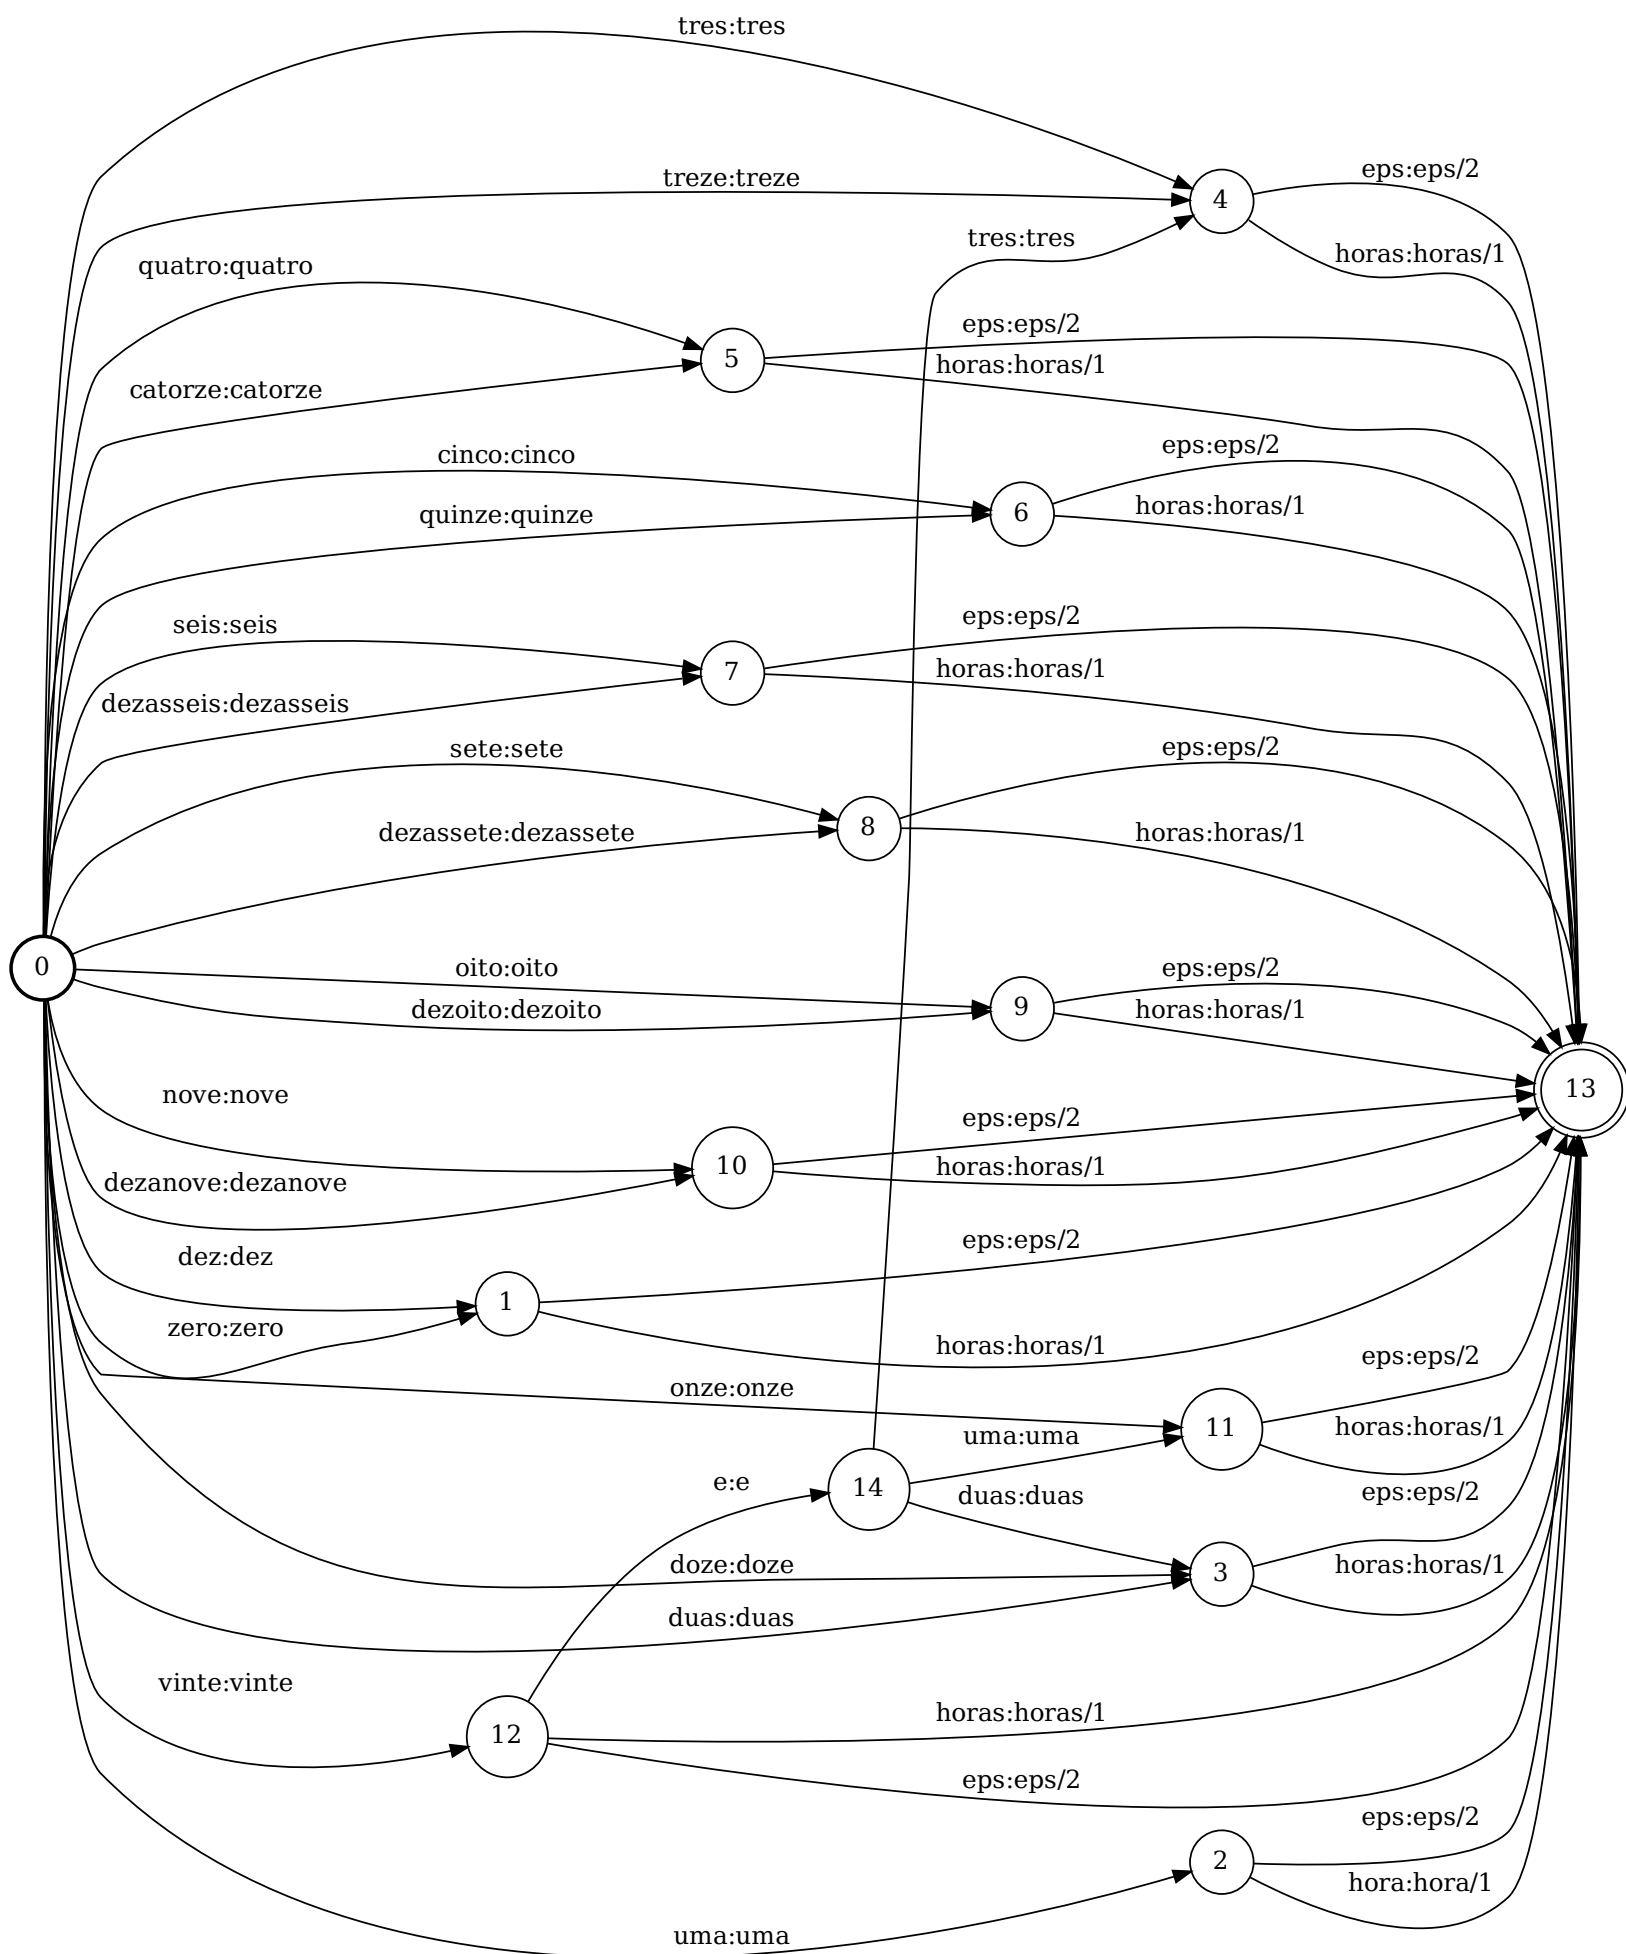 tres:tres
eps:eps/2
treze:treze
4
tres:tres
horas:horas/1
quatro:quatro
eps:eps/2
5
horas:horas/1
catorze:catorze
eps:eps/2
cinco:cinco
6
horas:horas/1
quinze:quinze
eps:eps/2
seis:seis
7
horas:horas/1
dezasseis:dezasseis
sete:sete
eps:eps/2
8
horas:horas/1
dezassete:dezassete
0
oito:oito
eps:eps/2
9
horas:horas/1
dezoito:dezoito
13
nove:nove
eps:eps/2
10
horas:horas/1
dezanove:dezanove
eps:eps/2
dez:dez
1
zero:zero
horas:horas/1
eps:eps/2
onze:onze
11
horas:horas/1
uma:uma
e:e
14
duas:duas
eps:eps/2
doze:doze
3
horas:horas/1
duas:duas
vinte:vinte
12
horas:horas/1
eps:eps/2
eps:eps/2
2
hora:hora/1
uma:uma